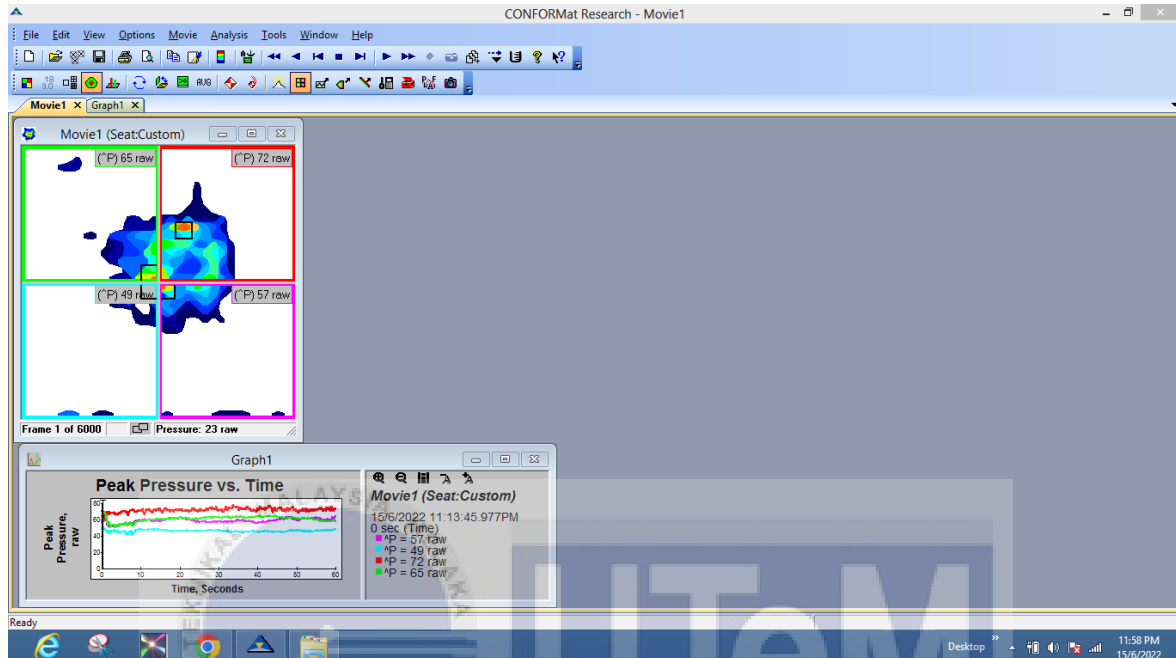 CONFORMat Research - Movie1
File Edit View Options Movie Analysis Tools Window Help
Movie1 × Graph1 ×
Movie1 (Seat:Custom)
(^P) 65 raw (^P) 72 raw
(^P) 49 raw (^P) 57 raw
Frame 1 of 6000 Pressure: 23 raw
Graph1
Peak Pressure vs. Time
Peak Pressure, raw
80
60
40
20
0
0 10 20 30 40 50 60
Time, Seconds
Movie1 (Seat:Custom)
15/6/2022 11:13:45.977PM
0 sec (Time)
^P = 57 raw
^P = 49 raw
^P = 72 raw
^P = 65 raw
UTeM
Ready
Desktop
11:58 PM
15/6/2022